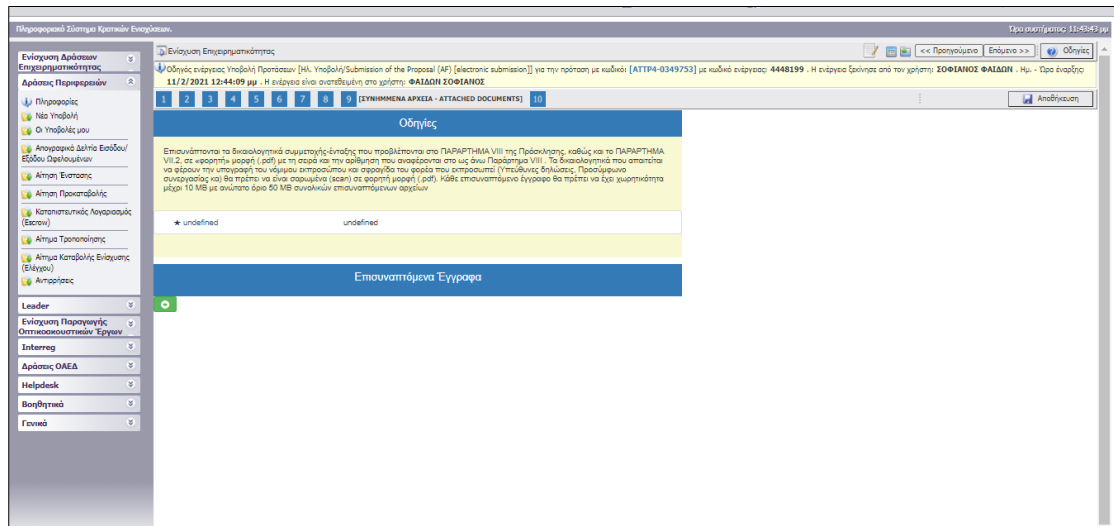 Πληροφοριακό Σύστημα Κρατικών Ενισχύσεων.
Ώρα συστήματος: 11:43:43 μμ
Ενίσχυση Δράσεων
Επιχειρηματικότητας
Δράσεις Περιφερειών
Πληροφορίες
Νέα Υποβολή
Οι Υποβολές μου
Απογραφικά Δελτία Εισόδου/
Εξόδου Ωφελουμένων
Αίτηση Ένστασης
Αίτηση Προκαταβολής
Καταπιστευτικός Λογαριασμός
(Escrow)
Αίτημα Τροποποίησης
Αίτημα Καταβολής Ενίσχυσης
(Ελέγχου)
Αντιρρήσεις
Leader
Ενίσχυση Παραγωγής
Οπτικοακουστικών Έργων
Interreg
Δράσεις ΟΑΕΔ
Helpdesk
Βοηθητικά
Γενικά
Ενίσχυση Επιχειρηματικότητας
<< Προηγούμενο Επόμενο >> Οδηγίες
Οδηγός ενέργειας Υποβολή Προτάσεων [Ηλ. Υποβολή/Submission of the Proposal (AF) [electronic submission]] για την πρόταση με κωδικό: [ΑΤΤΡ4-0349753] με κωδικό ενέργειας: 4448199 . Η ενέργεια ξεκίνησε από τον χρήστη: ΣΟΦΙΑΝΟΣ ΦΑΙΔΩΝ . Ημ. - Ώρα έναρξης:
11/2/2021 12:44:09 μμ . Η ενέργεια είναι ανατεθειμένη στο χρήστη: ΦΑΙΔΩΝ ΣΟΦΙΑΝΟΣ
1 2 3 4 5 6 7 8 9 [ΣΥΝΗΜΜΕΝΑ ΑΡΧΕΙΑ - ATTACHED DOCUMENTS] 10
Αποθήκευση
Οδηγίες
Επισυνάπτονται τα δικαιολογητικά συμμετοχής-ένταξης που προβλέπονται στο ΠΑΡΑΡΤΗΜΑ VIII της Πρόσκλησης, καθώς και το ΠΑΡΑΡΤΗΜΑ
VII.2, σε «φορητή» μορφή (.pdf) με τη σειρά και την αρίθμηση που αναφέρονται στο ως άνω Παράρτημα VIII . Τα δικαιολογητικά που απαιτείται
να φέρουν την υπογραφή του νόμιμου εκπροσώπου και σφραγίδα του φορέα που εκπροσωπεί (Υπεύθυνες δηλώσεις, Προσύμφωνο
συνεργασίας κα) θα πρέπει να είναι σαρωμένα (scan) σε φορητή μορφή (.pdf). Κάθε επισυναπτόμενο έγγραφο θα πρέπει να έχει χωρητικότητα
μέχρι 10 MB με ανώτατο όριο 50 MB συνολικών επισυναπτόμενων αρχείων
★ undefined undefined
Επισυναπτόμενα Έγγραφα